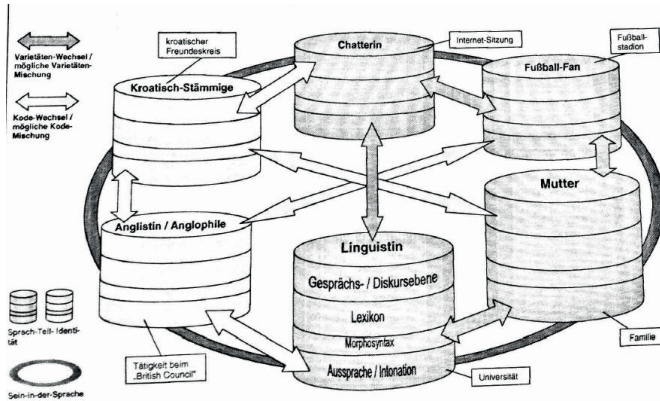 Varietäten-Wechsel /
mögliche Varietäten-
Mischung
Kode-Wechsel /
mögliche Kode-
Mischung
kroatischer
Freundeskreis
Kroatisch-Stämmige
Chatterin
Internet-Sitzung
Fußball-Fan
Fußball-
stadion
Anglistin / Anglophile
Linguistin
Gesprächs- / Diskursebene
Lexikon
Morphosyntax
Aussprache / Intonation
Mutter
Sprach-Teil-Identi-
tät
Sein-in-der-Sprache
Tätigkeit beim
„British Council"
Universität
Familie